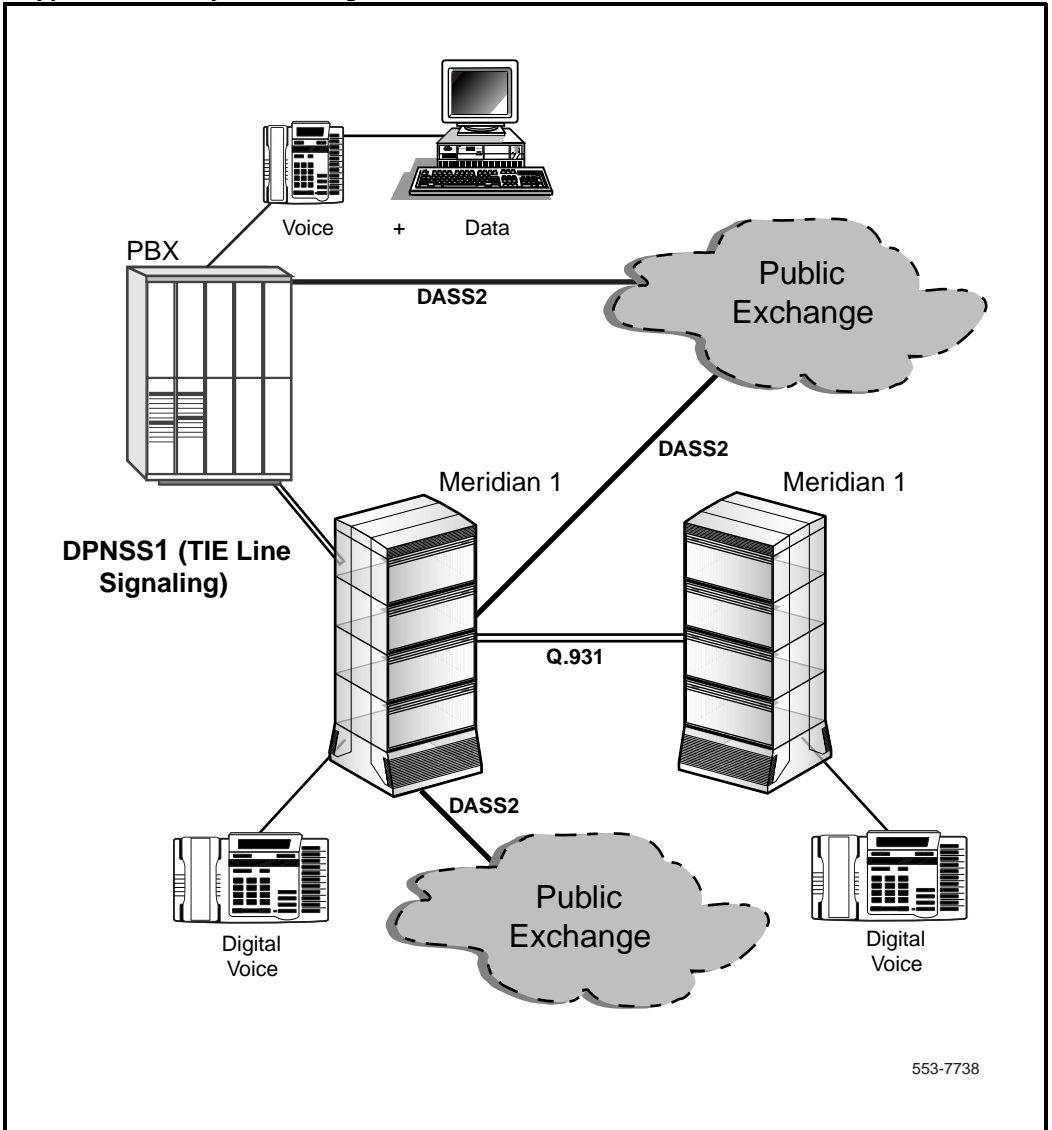 Voice + Data
PBX
Public
Exchange
DASS2
DASS2
Meridian 1
Meridian 1
DPNSS1 (TIE Line
Signaling)
Q.931
DASS2
Public
Exchange
Digital
Voice
Digital
Voice
553-7738